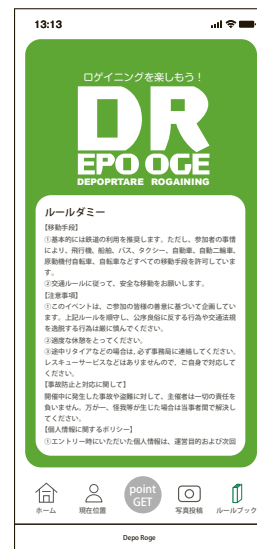 13:13
ロゲイニングを楽しもう！
DR
EPO OGE
DEPOPRTARE ROGAINING
ルールダミー
【移動手段】
①基本的には鉄道の利用を推奨します。ただし、参加者の事情
により、飛行機、船舶、バス、タクシー、自動車、自動二輪車、
原動機付自転車、自転車などすべての移動手段を許可していま
す。
②交通ルールに従って、安全な移動をお願いします。
【注意事項】
①このイベントは、ご参加の皆様の善意に基づいて企画してい
ます。上記ルールを順守し、公序良俗に反する行為や交通法規
を逸脱する行為は厳に慎んでください。
②適度な休憩をとってください。
③途中リタイアなどの場合は、必ず事務局に連絡してください。
レスキューサービスなどはありませんので、ご自身で対応して
ください。
【事故防止と対応に関して】
開催中に発生した事故や盗難に対して、主催者は一切の責任を
負いません。万が一、怪我等が生じた場合は当事者間で解決し
てください。
【個人情報に関するポリシー】
①エントリー時にいただいた個人情報は、運営目的および次回
ホーム
現在位置
point
GET
写真投稿
ルールブック
Depo Roge